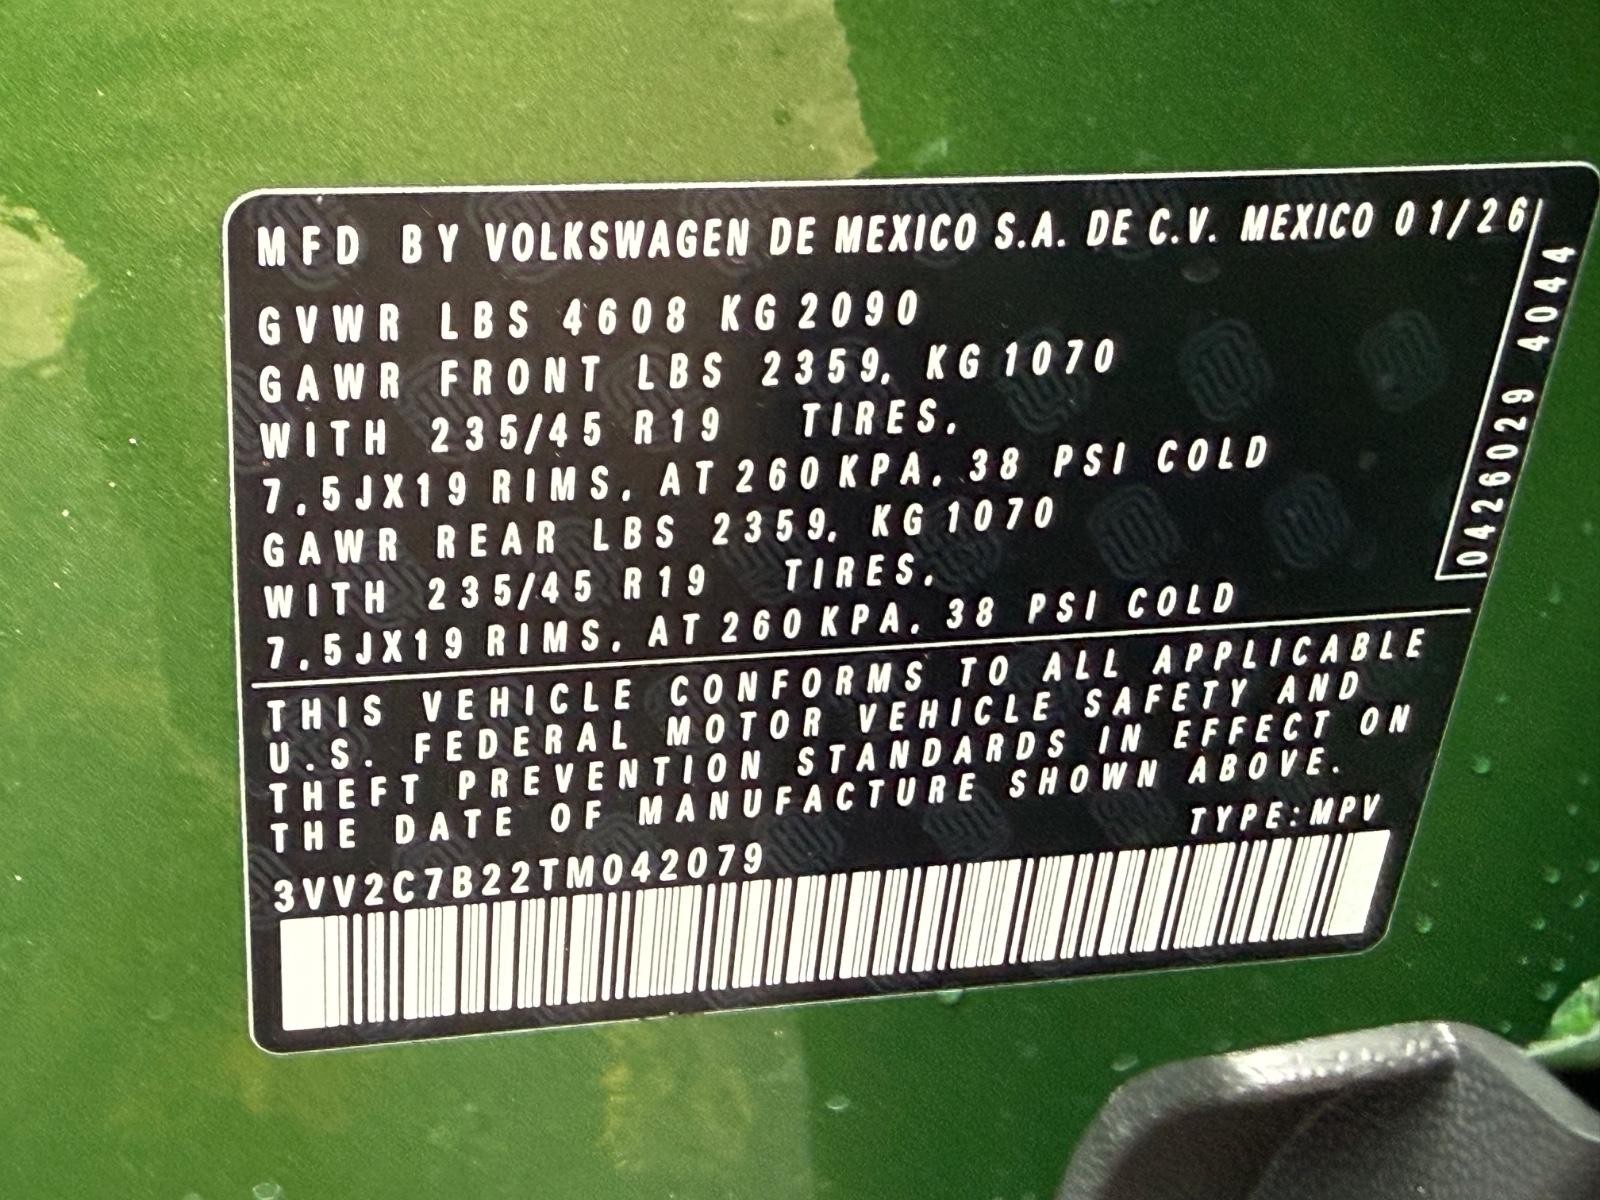 MFD BY VOLKSWAGEN DE MEXICO S.A. DE C.V. MEXICO 01/26
GVWR LBS 4608 KG 2090
GAWR FRONT LBS 2359, KG 1070
WITH 235/45 R19 TIRES.
7.5JX19 RIMS, AT 260 KPA, 38 PSI COLD
GAWR REAR LBS 2359, KG 1070
WITH 235/45 R19 TIRES.
7.5JX19 RIMS, AT 260 KPA, 38 PSI COLD
0426029 4044
THIS VEHICLE CONFORMS TO ALL APPLICABLE
U.S. FEDERAL MOTOR VEHICLE SAFETY AND
THEFT PREVENTION STANDARDS IN EFFECT ON
THE DATE OF MANUFACTURE SHOWN ABOVE.
TYPE:MPV
3VV2C7B22TM042079